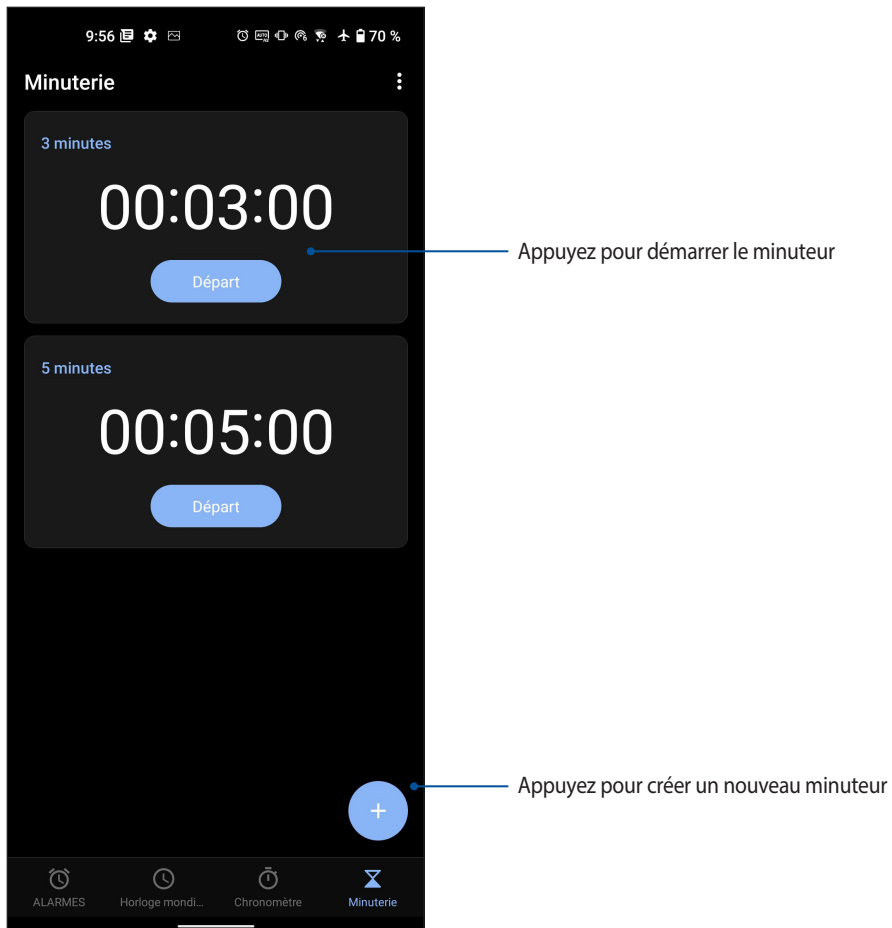 9:56 70 %
Minuterie
3 minutes
00:03:00
Appuyez pour démarrer le minuteur
Départ
5 minutes
00:05:00
Départ
Appuyez pour créer un nouveau minuteur
+
ALARMES Horloge mondi... Chronomètre Minuterie